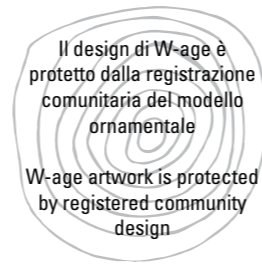 Il design di W-age è
protetto dalla registrazione
comunitaria del modello
ornamentale
W-age artwork is protected
by registered community
design